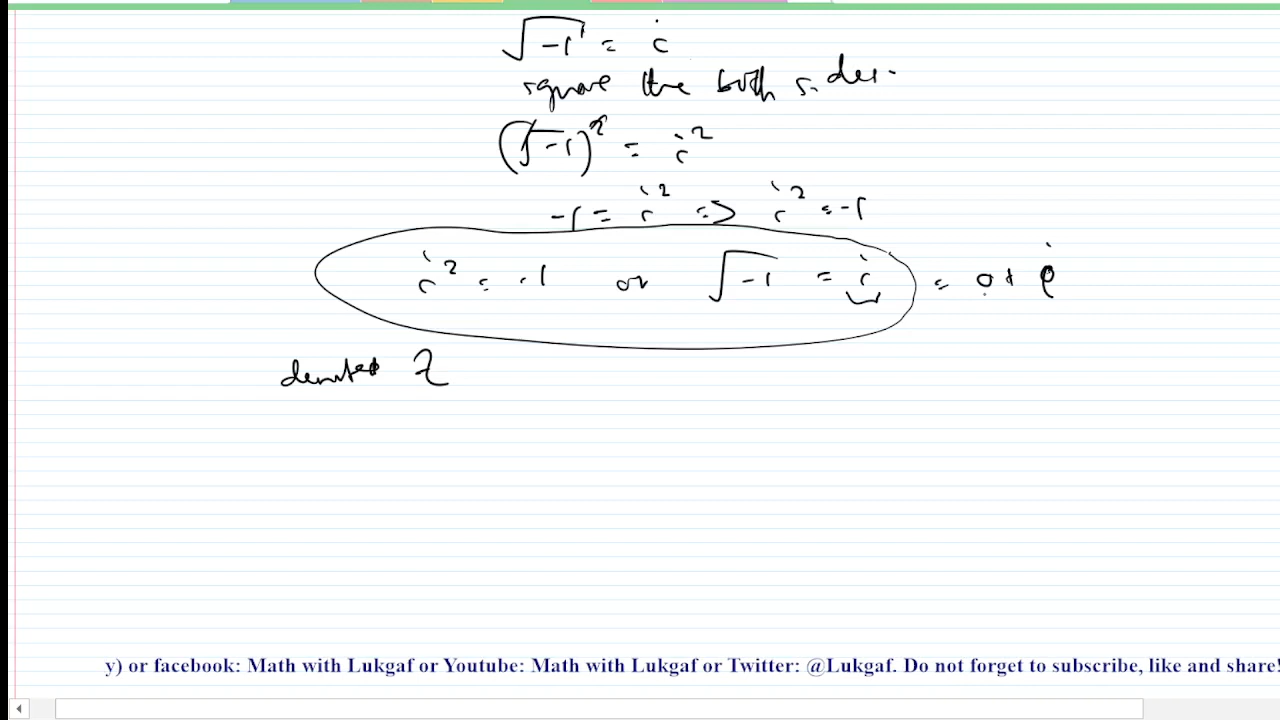 √-1 = i
square the both sides.
(√-1)² = i²
-1 = i² => i² = -1
i² = -1 or √-1 = i = 0 + i
denoted Z
y) or facebook: Math with Lukgaf or Youtube: Math with Lukgaf or Twitter: @Lukgaf. Do not forget to subscribe, like and share!